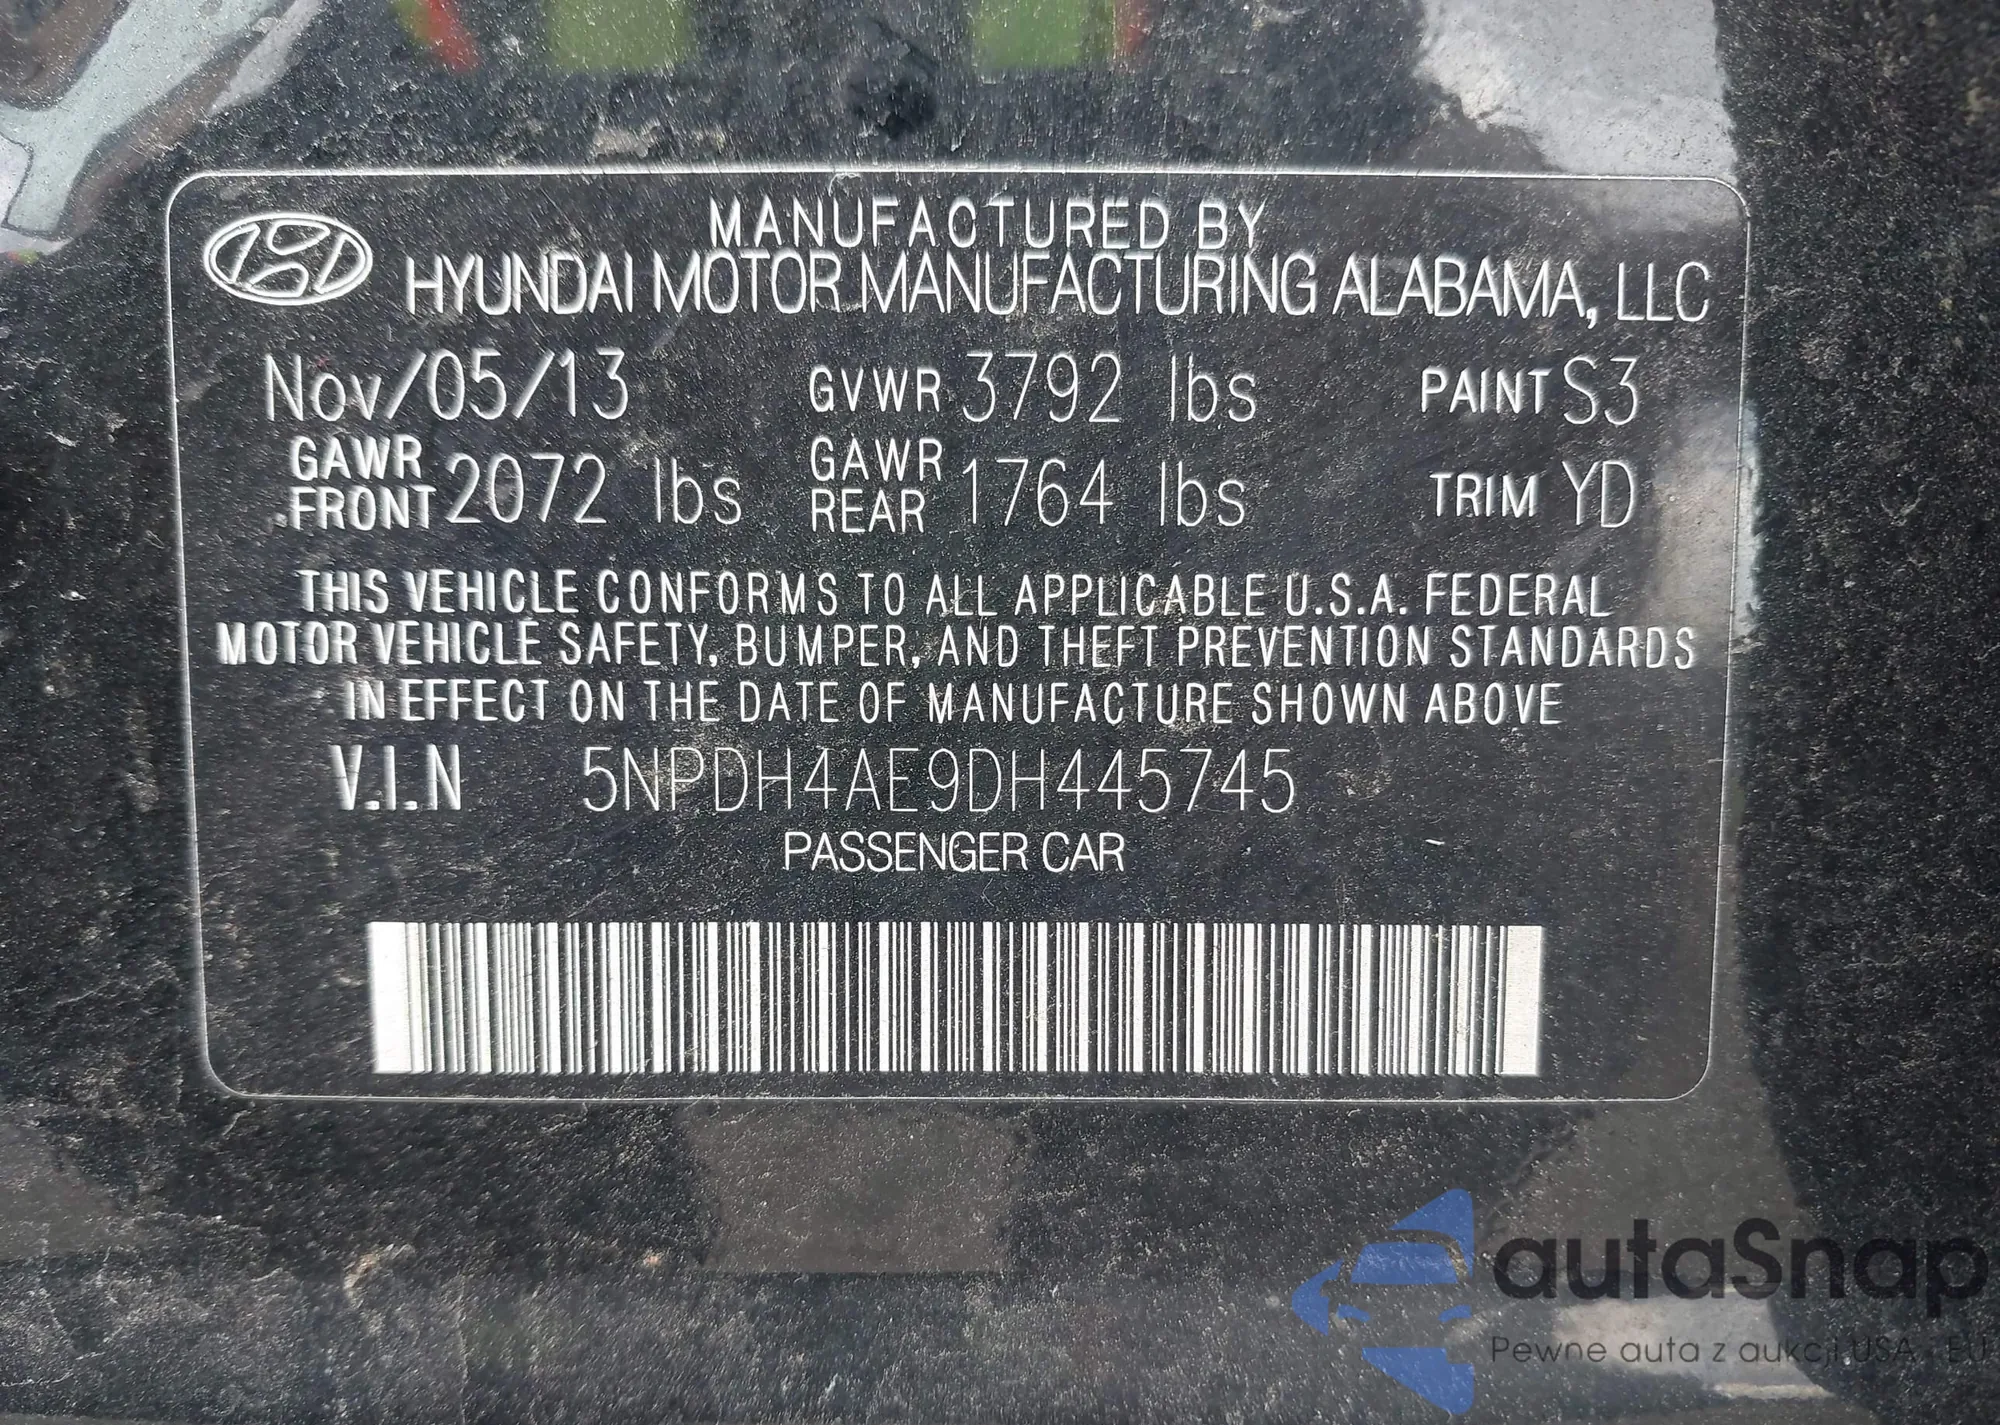 MANUFACTURED BY
HYUNDAI MOTOR MANUFACTURING ALABAMA, LLC
Nov/05/13 GVWR 3792 lbs PAINT S3
GAWR FRONT 2072 lbs GAWR REAR 1764 lbs TRIM YD
THIS VEHICLE CONFORMS TO ALL APPLICABLE U.S.A. FEDERAL
MOTOR VEHICLE SAFETY, BUMPER, AND THEFT PREVENTION STANDARDS
IN EFFECT ON THE DATE OF MANUFACTURE SHOWN ABOVE
V.I.N 5NPDH4AE9DH445745
PASSENGER CAR
autaSnap
Pewne auta z aukcji USA - EU